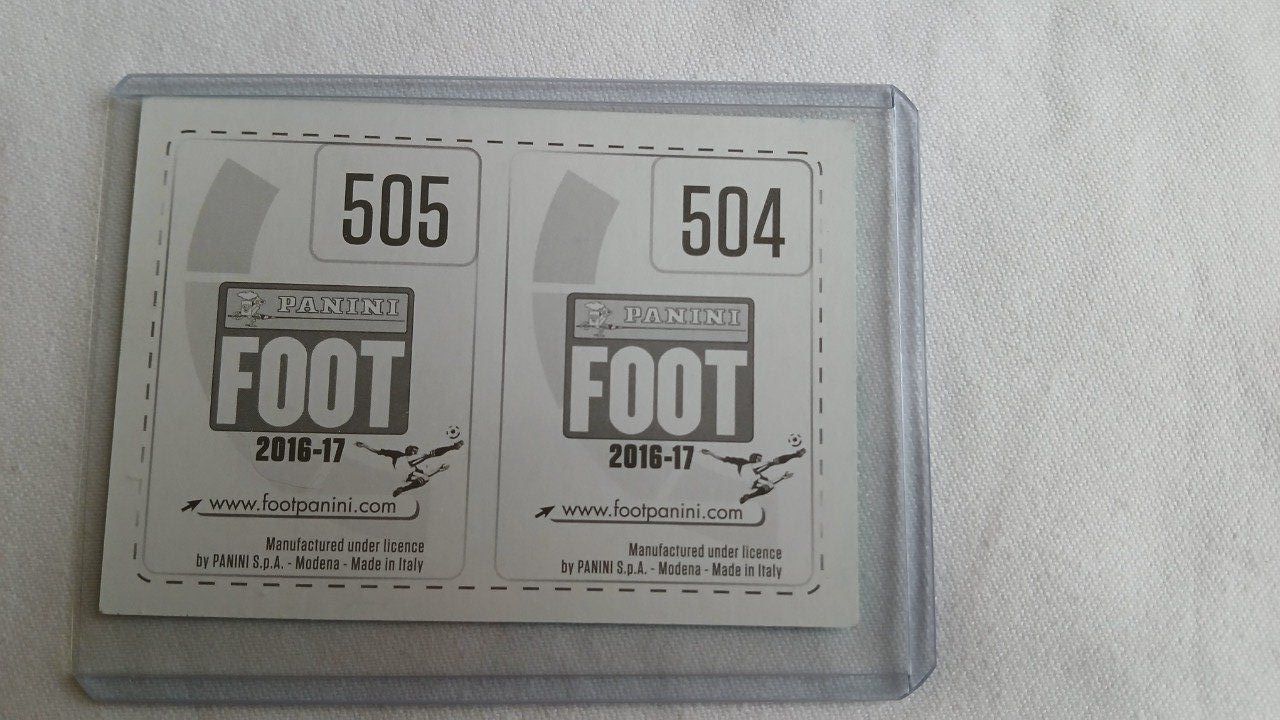 505
PANINI
FOOT
2016-17
www.footpanini.com
Manufactured under licence
by PANINI S.p.A. - Modena - Made in Italy
504
PANINI
FOOT
2016-17
www.footpanini.com
Manufactured under licence
by PANINI S.p.A. - Modena - Made in Italy